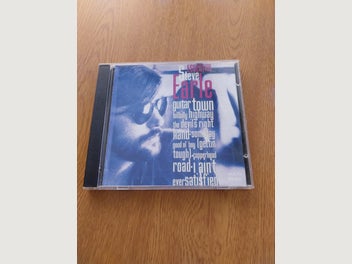 Steve
Earle
guitar town
hillbilly highway
the devils right
hand · someday
good ol' boy (gettin'
tough) · copperhead
road · i ain't
ever satisfied